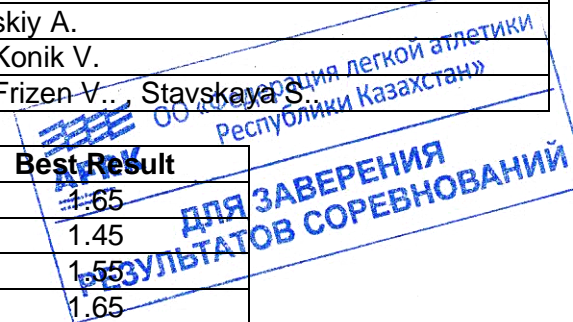 skiy A.
Konik V.
Frizen V.. , Stavskaya S..
ОО «Федерация легкой атлетики
Республики Казахстан»
ДЛЯ ЗАВЕРЕНИЯ
РЕЗУЛЬТАТОВ СОРЕВНОВАНИЙ
Best Result
1.65
1.45
1.55
1.65